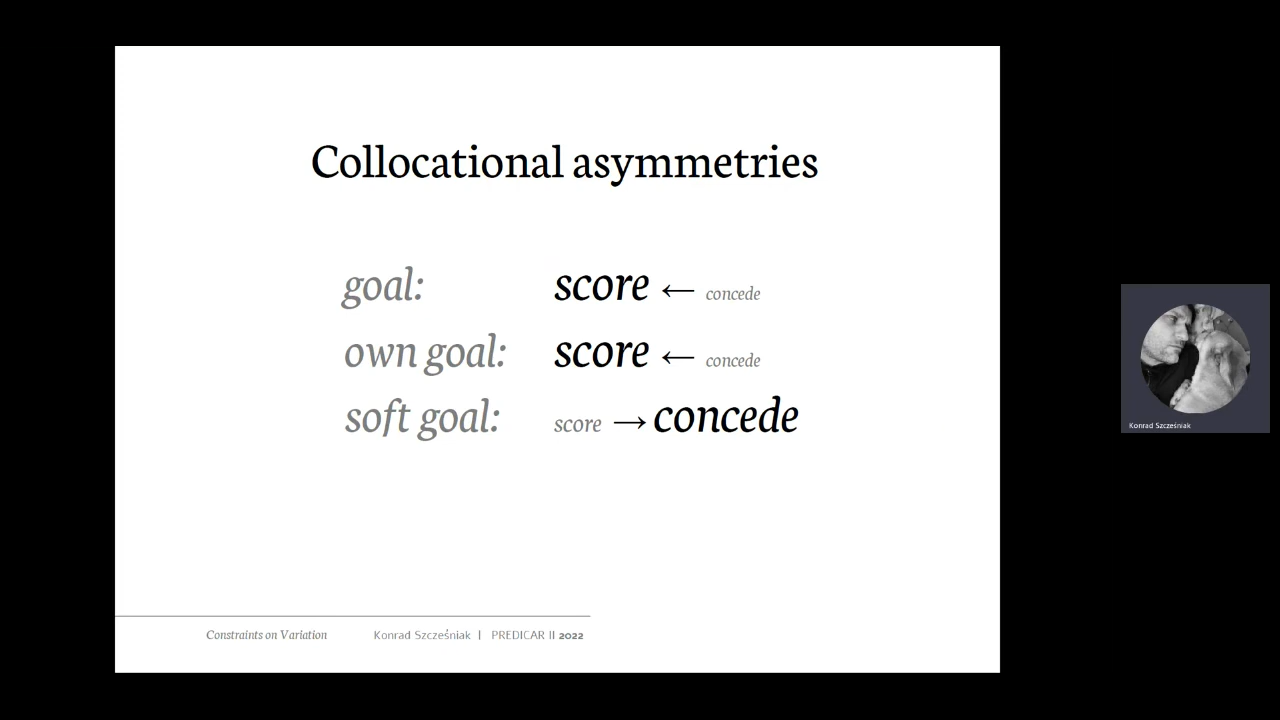 Collocational asymmetries
goal: score ← concede
own goal: score ← concede
soft goal: score → concede
Constraints on Variation Konrad Szcześniak | PREDICAR II 2022
Konrad Szcześniak